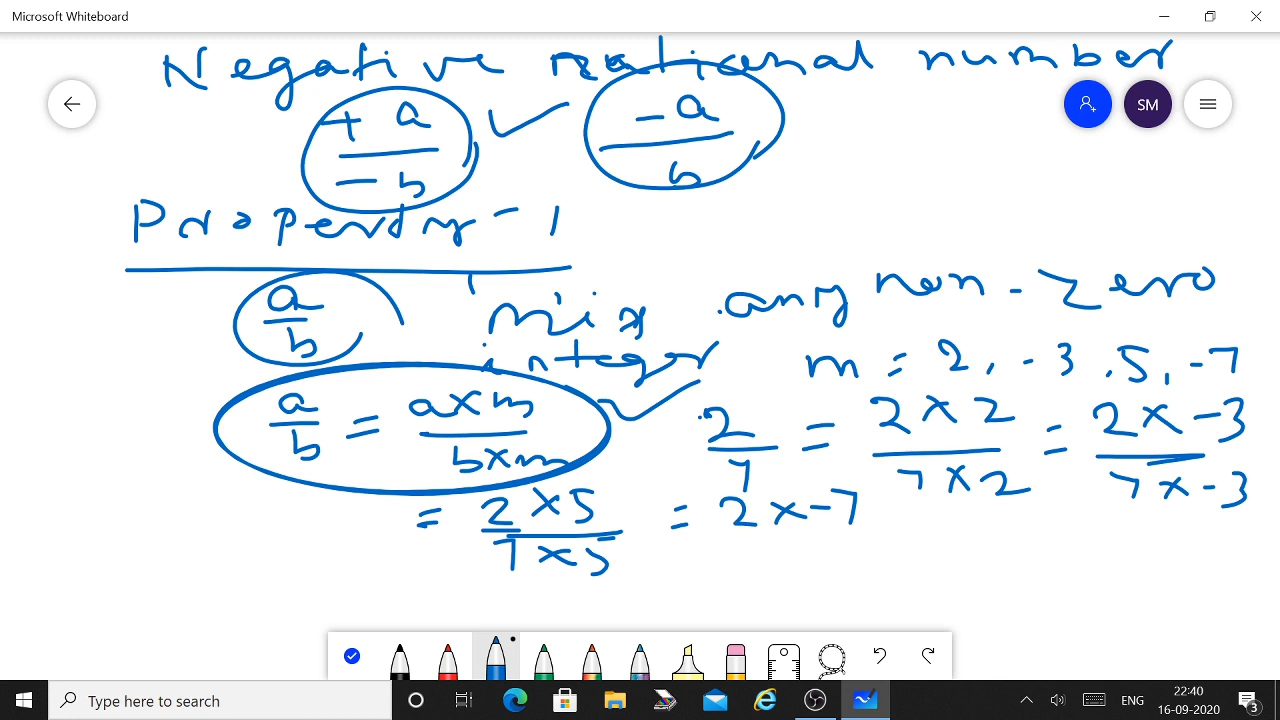 Microsoft Whiteboard
Negative rational number
+a/-b ✓ -a/b
SM
Property-1
a/b m is any non-zero
integer m = 2, -3, 5, -7
a/b = a×m/b×m ✓ 2/7 = 2×2/7×2 = 2×-3/7×-3
= 2×5/7×5 = 2×-7
Type here to search
ENG
22:40
16-09-2020
3